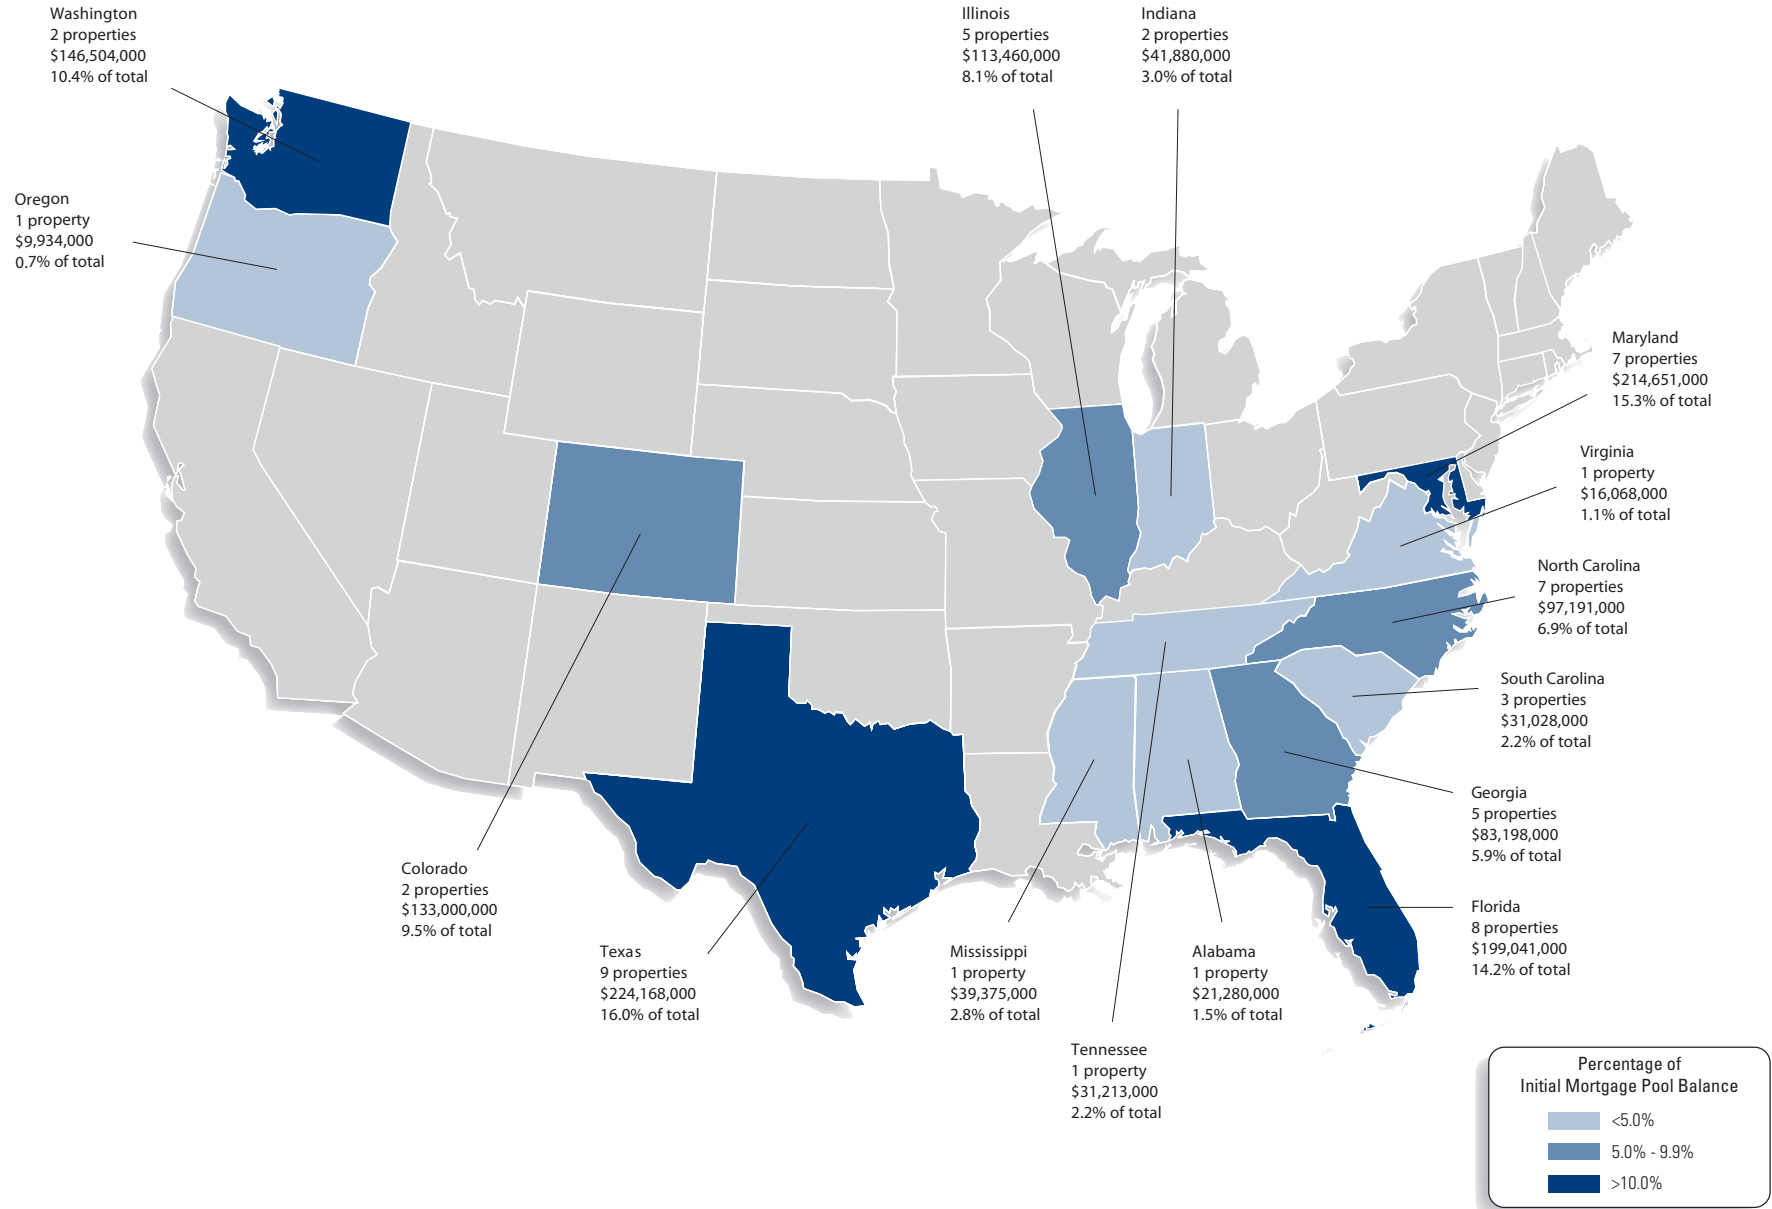 Washington
2 properties
$146,504,000
10.4% of total
Illinois
5 properties
$113,460,000
8.1% of total
Indiana
2 properties
$41,880,000
3.0% of total
Oregon
1 property
$9,934,000
0.7% of total
Maryland
7 properties
$214,651,000
15.3% of total
Virginia
1 property
$16,068,000
1.1% of total
North Carolina
7 properties
$97,191,000
6.9% of total
South Carolina
3 properties
$31,028,000
2.2% of total
Georgia
5 properties
$83,198,000
5.9% of total
Colorado
2 properties
$133,000,000
9.5% of total
Florida
8 properties
$199,041,000
14.2% of total
Texas
9 properties
$224,168,000
16.0% of total
Mississippi
1 property
$39,375,000
2.8% of total
Alabama
1 property
$21,280,000
1.5% of total
Tennessee
1 property
$31,213,000
2.2% of total
Percentage of
Initial Mortgage Pool Balance
<5.0%
5.0% - 9.9%
>10.0%